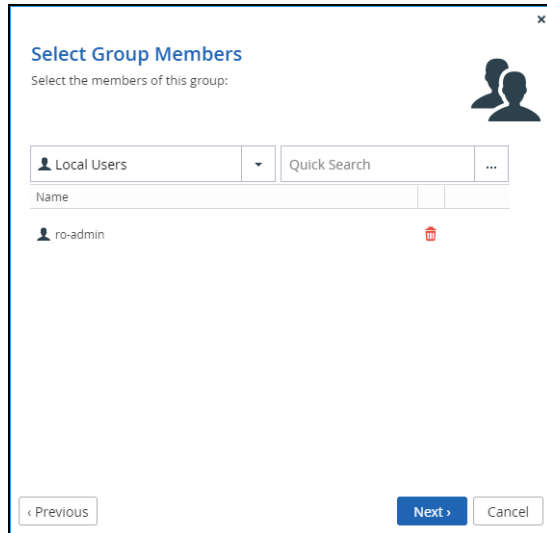 ×
Select Group Members
Select the members of this group:
Local Users
Quick Search
...
Name
ro-admin
‹ Previous
Next ›
Cancel